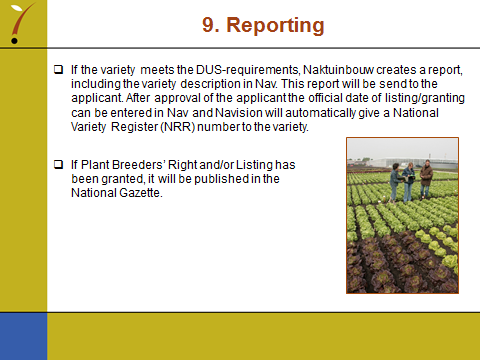 9. Reporting
If the variety meets the DUS-requirements, Naktuinbouw creates a report,
including the variety description in Nav. This report will be send to the
applicant. After approval of the applicant the official date of listing/granting
can be entered in Nav and Navision will automatically give a National
Variety Register (NRR) number to the variety.
If Plant Breeders' Right and/or Listing has
been granted, it will be published in the
National Gazette.